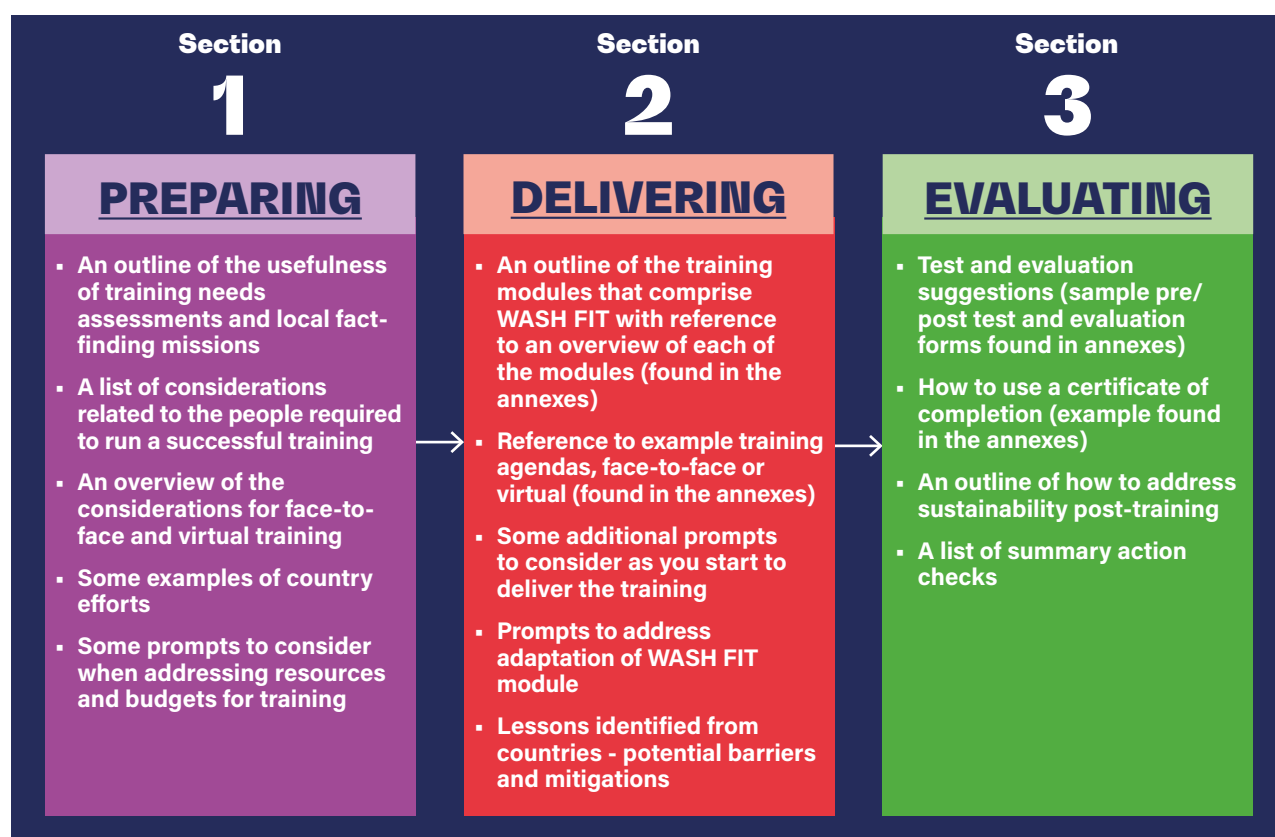 Section
1
PREPARING
▪ An outline of the usefulness
of training needs
assessments and local fact-
finding missions
▪ A list of considerations
related to the people required
to run a successful training
▪ An overview of the
considerations for face-to-
face and virtual training
▪ Some examples of country
efforts
▪ Some prompts to consider
when addressing resources
and budgets for training
Section
2
DELIVERING
▪ An outline of the training
modules that comprise
WASH FIT with reference
to an overview of each of
the modules (found in the
annexes)
▪ Reference to example training
agendas, face-to-face or
virtual (found in the annexes)
▪ Some additional prompts
to consider as you start to
deliver the training
▪ Prompts to address
adaptation of WASH FIT
module
▪ Lessons identified from
countries - potential barriers
and mitigations
Section
3
EVALUATING
▪ Test and evaluation
suggestions (sample pre/
post test and evaluation
forms found in annexes)
▪ How to use a certificate of
completion (example found
in the annexes)
▪ An outline of how to address
sustainability post-training
▪ A list of summary action
checks